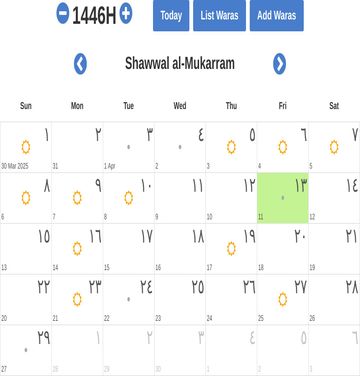 1446H
Today
List Waras
Add Waras
Shawwal al-Mukarram
Sun Mon Tue Wed Thu Fri Sat
١ ٢ ٣ ٤ ٥ ٦ ٧
30 Mar 2025 31 1 Apr 2 3 4 5
٨ ٩ ١٠ ١١ ١٢ ١٣ ١٤
6 7 8 9 10 11 12
١٥ ١٦ ١٧ ١٨ ١٩ ٢٠ ٢١
13 14 15 16 17 18 19
٢٢ ٢٣ ٢٤ ٢٥ ٢٦ ٢٧ ٢٨
20 21 22 23 24 25 26
٢٩ ١ ٢ ٣ ٤ ٥ ٦
27 28 29 30 1 2 3